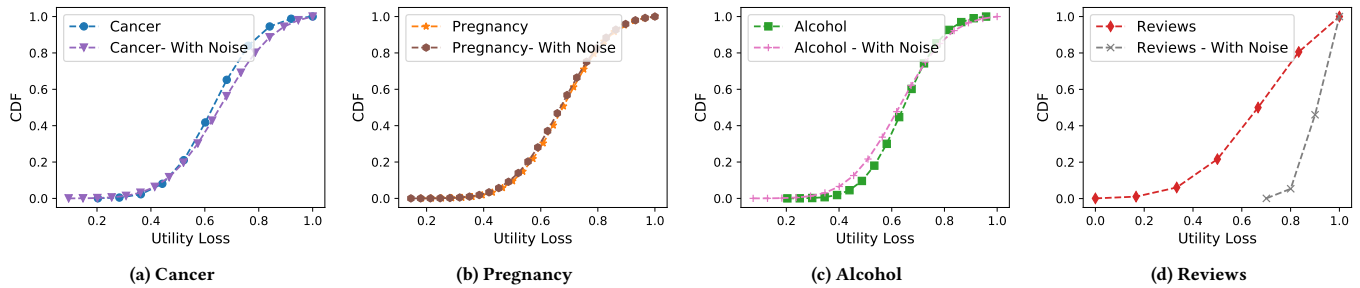 Cancer
Cancer- With Noise
CDF
1.0
0.8
0.6
0.4
0.2
0.0
0.2 0.4 0.6 0.8 1.0
Utility Loss
(a) Cancer
Pregnancy
Pregnancy- With Noise
CDF
1.0
0.8
0.6
0.4
0.2
0.0
0.2 0.4 0.6 0.8 1.0
Utility Loss
(b) Pregnancy
Alcohol
Alcohol - With Noise
CDF
1.0
0.8
0.6
0.4
0.2
0.0
0.2 0.4 0.6 0.8 1.0
Utility Loss
(c) Alcohol
Reviews
Reviews - With Noise
CDF
1.0
0.8
0.6
0.4
0.2
0.0
0.0 0.2 0.4 0.6 0.8 1.0
Utility Loss
(d) Reviews